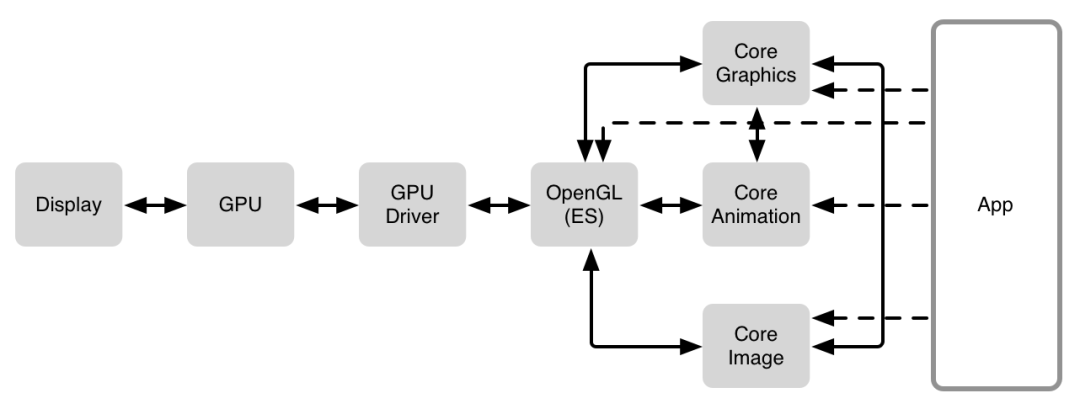 Core
Graphics
Display
GPU
GPU
Driver
OpenGL
(ES)
Core
Animation
App
Core
Image